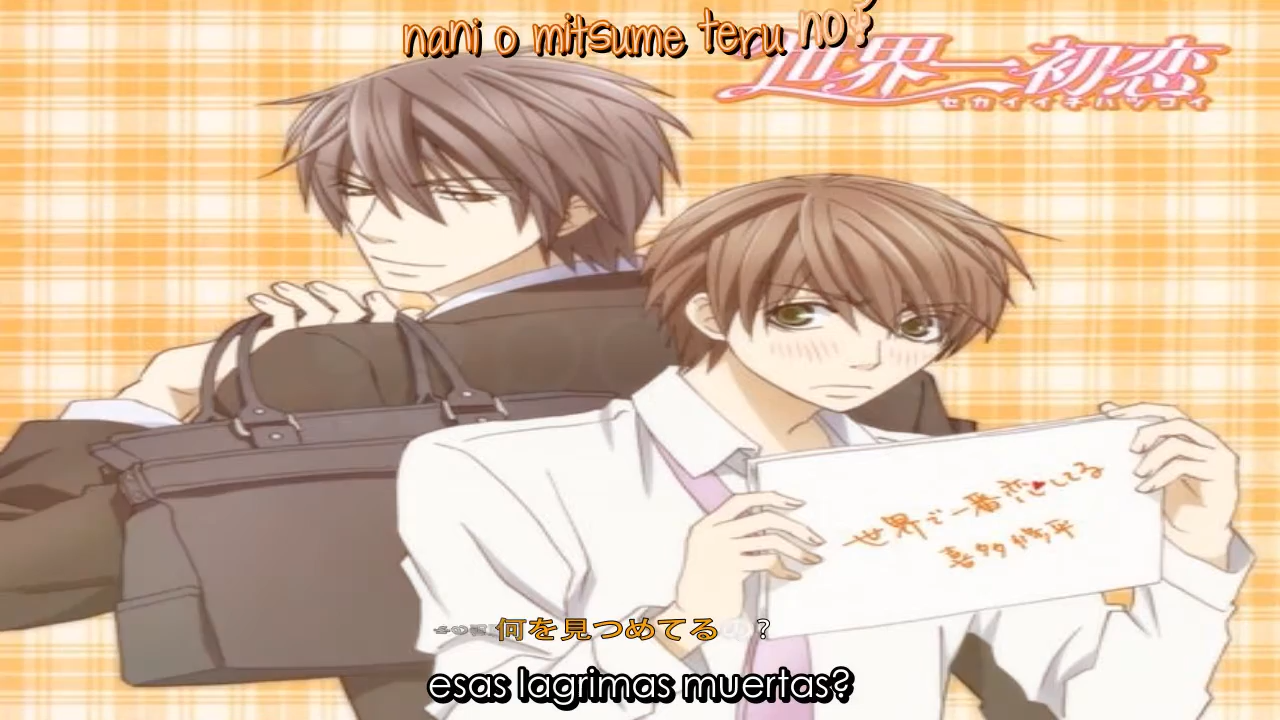 nani o mitsume teru no?
世界一初恋
セカイイチハツコイ
世界で一番恋してる
喜多修平
何を見つめてるの?
esas lagrimas muertas?